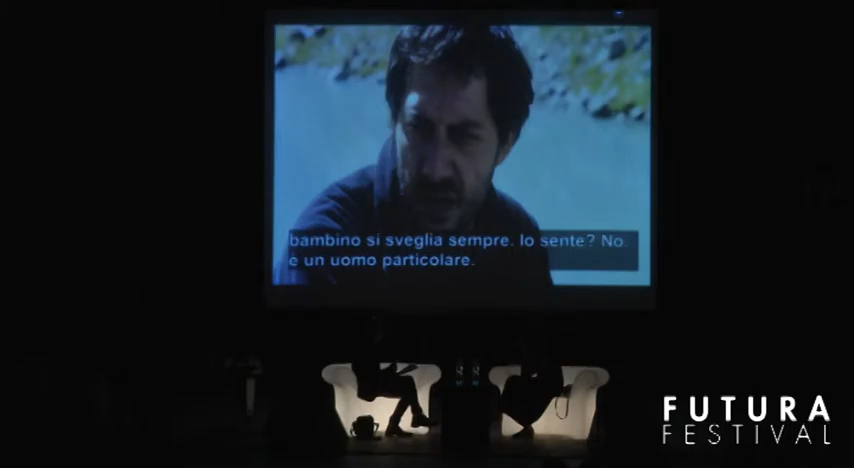 bambino si sveglia sempre. lo sente? No.
è un uomo particolare.
FUTURA
FESTIVAL